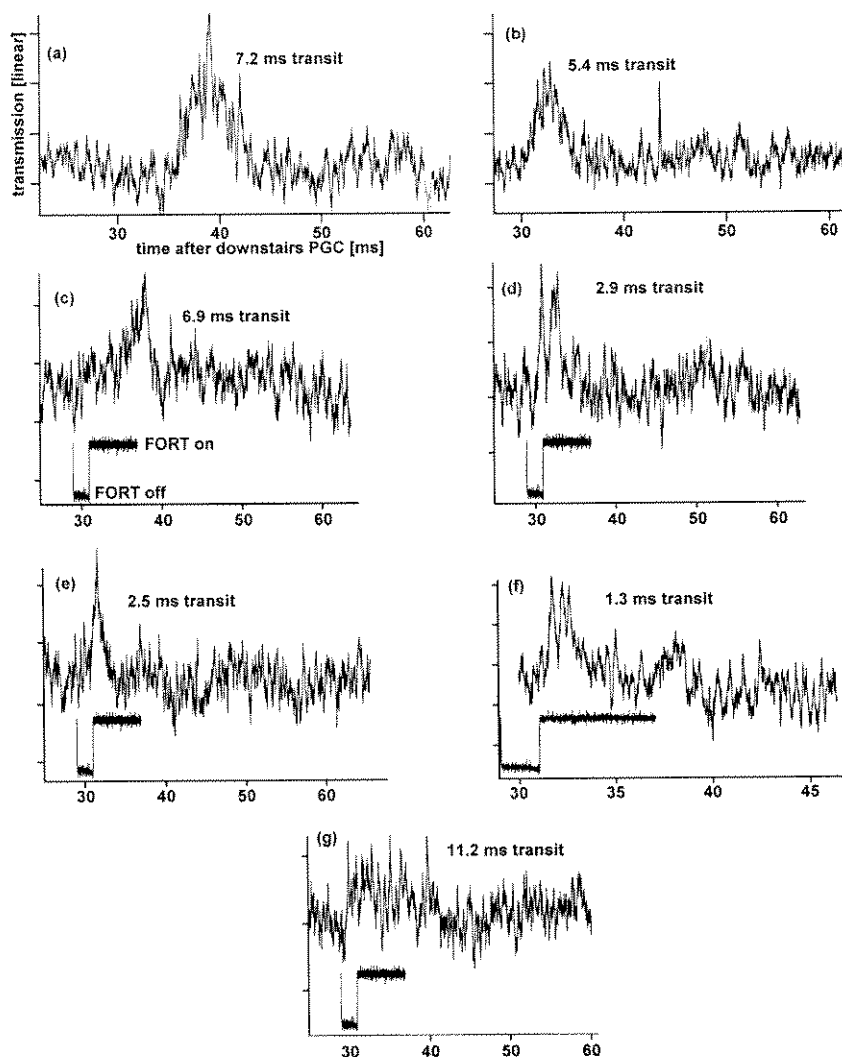 (a)
7.2 ms transit
transmission [linear]
30 40 50 60
time after downstairs PGC [ms]
(b)
5.4 ms transit
30 40 50 60
(c)
6.9 ms transit
FORT on
FORT off
30 40 50 60
(d)
2.9 ms transit
30 40 50 60
(e)
2.5 ms transit
30 40 50 60
(f)
1.3 ms transit
30 35 40 45
(g)
11.2 ms transit
30 40 50 60